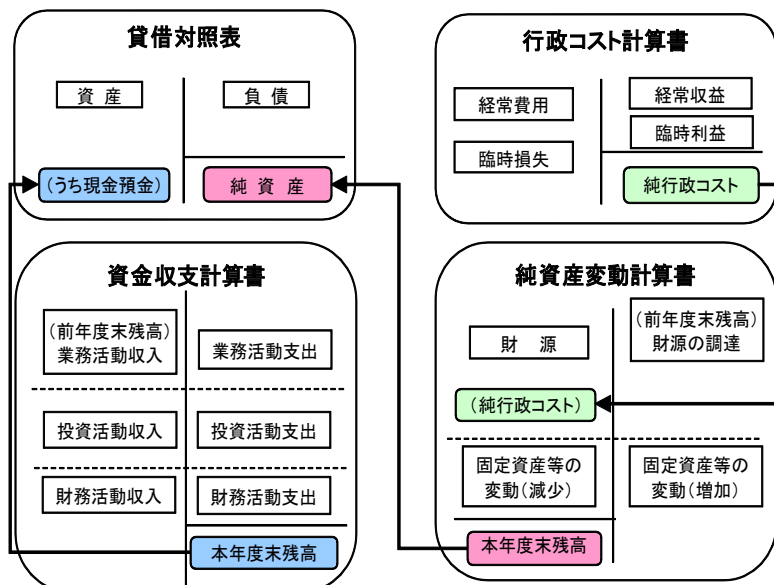 貸借対照表
資 産
負 債
(うち現金預金)
純 資 産
行政コスト計算書
経常費用
経常収益
臨時利益
臨時損失
純行政コスト
資金収支計算書
(前年度末残高)
業務活動収入
業務活動支出
投資活動収入
投資活動支出
財務活動収入
財務活動支出
本年度末残高
純資産変動計算書
財 源
(前年度末残高)
財源の調達
(純行政コスト)
固定資産等の
変動(減少)
固定資産等の
変動(増加)
本年度末残高